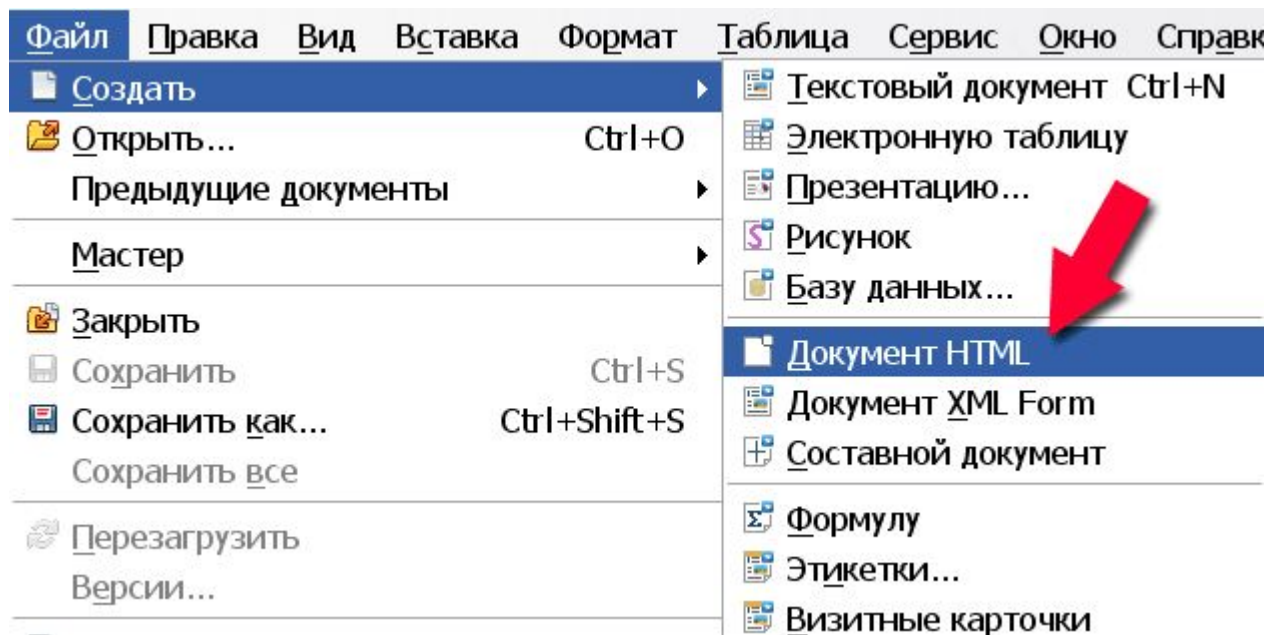 Файл Правка Вид Вставка Формат Таблица Сервис Окно Справк
Создать
Открыть... Ctrl+O
Предыдущие документы
Мастер
Закрыть
Сохранить Ctrl+S
Сохранить как... Ctrl+Shift+S
Сохранить все
Перезагрузить
Версии...
Текстовый документ Ctrl+N
Электронную таблицу
Презентацию...
Рисунок
Базу данных...
Документ HTML
Документ XML Form
Составной документ
Формулу
Этикетки...
Визитные карточки